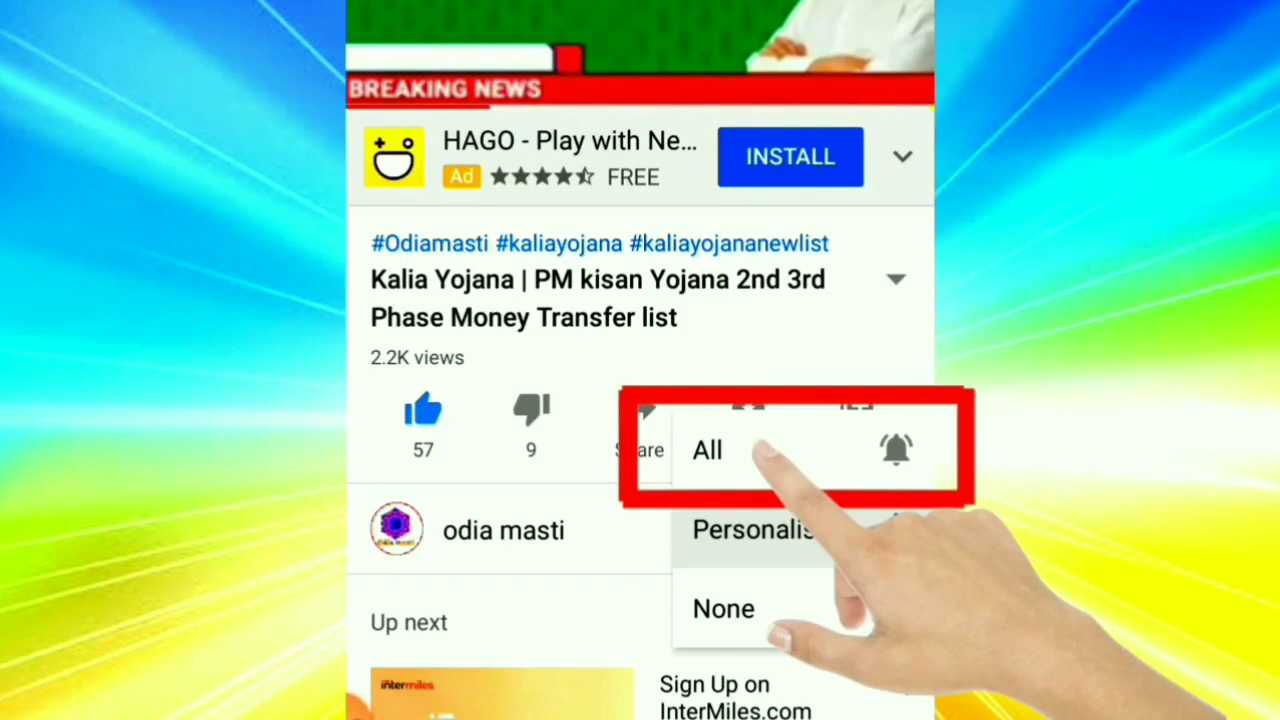 BREAKING NEWS
HAGO - Play with Ne...
Ad FREE
INSTALL
#Odiamasti #kaliayojana #kaliayojananewlist
Kalia Yojana | PM kisan Yojana 2nd 3rd
Phase Money Transfer list
2.2K views
57
9
All
odia masti
Personalis
None
Up next
intermiles
Sign Up on
InterMiles.com